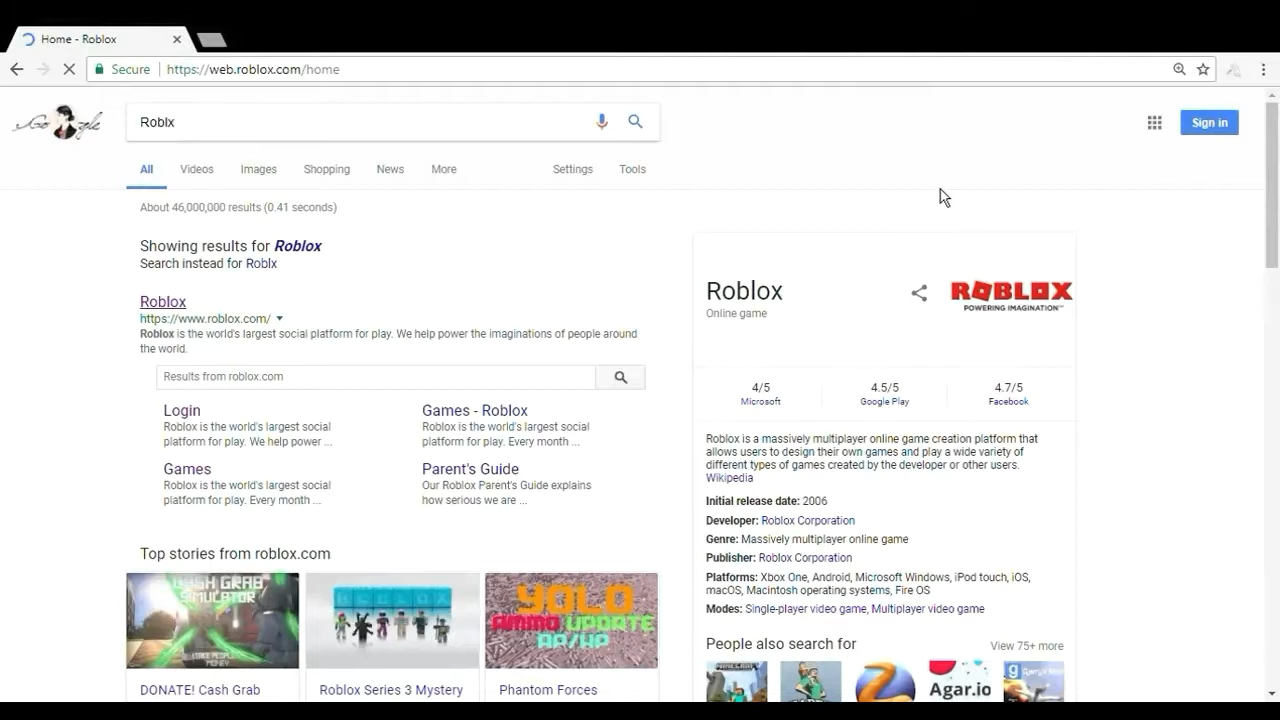 Home - Roblox
Secure
https://web.roblox.com/home
Roblx
Sign in
All
Videos
Images
Shopping
News
More
Settings
Tools
About 46,000,000 results (0.41 seconds)
Showing results for Roblox
Search instead for Roblx
Roblox
https://www.roblox.com/
Roblox is the world's largest social platform for play. We help power the imaginations of people around
the world.
Results from roblox.com
Login
Roblox is the world's largest social
platform for play. We help power ...
Games - Roblox
Roblox is the world's largest social
platform for play. Every month ...
Games
Roblox is the world's largest social
platform for play. Every month ...
Parent's Guide
Our Roblox Parent's Guide explains
how serious we are ...
Top stories from roblox.com
GRAB
SIMULATOR
ROBLOX
YOLO
AMMO UPDATE
AP/HP
DONATE! Cash Grab
Roblox Series 3 Mystery
Phantom Forces
Roblox
Online game
ROBLOX
POWERING IMAGINATION™
4/5
Microsoft
4.5/5
Google Play
4.7/5
Facebook
Roblox is a massively multiplayer online game creation platform that
allows users to design their own games and play a wide variety of
different types of games created by the developer or other users.
Wikipedia
Initial release date: 2006
Developer: Roblox Corporation
Genre: Massively multiplayer online game
Publisher: Roblox Corporation
Platforms: Xbox One, Android, Microsoft Windows, iPod touch, iOS,
macOS, Macintosh operating systems, Fire OS
Modes: Single-player video game, Multiplayer video game
People also search for
View 75+ more
Agar.io